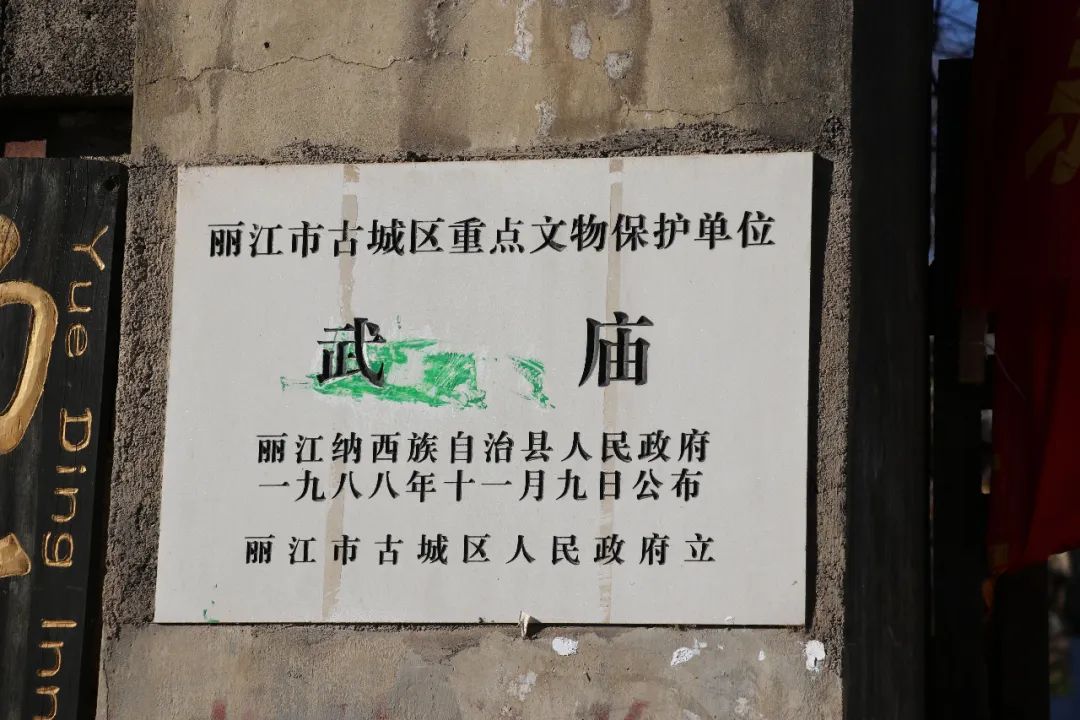 丽江市古城区重点文物保护单位
武 庙
丽江纳西族自治县人民政府
一九八八年十一月九日公布
丽江市古城区人民政府立
Yue Ding Inn